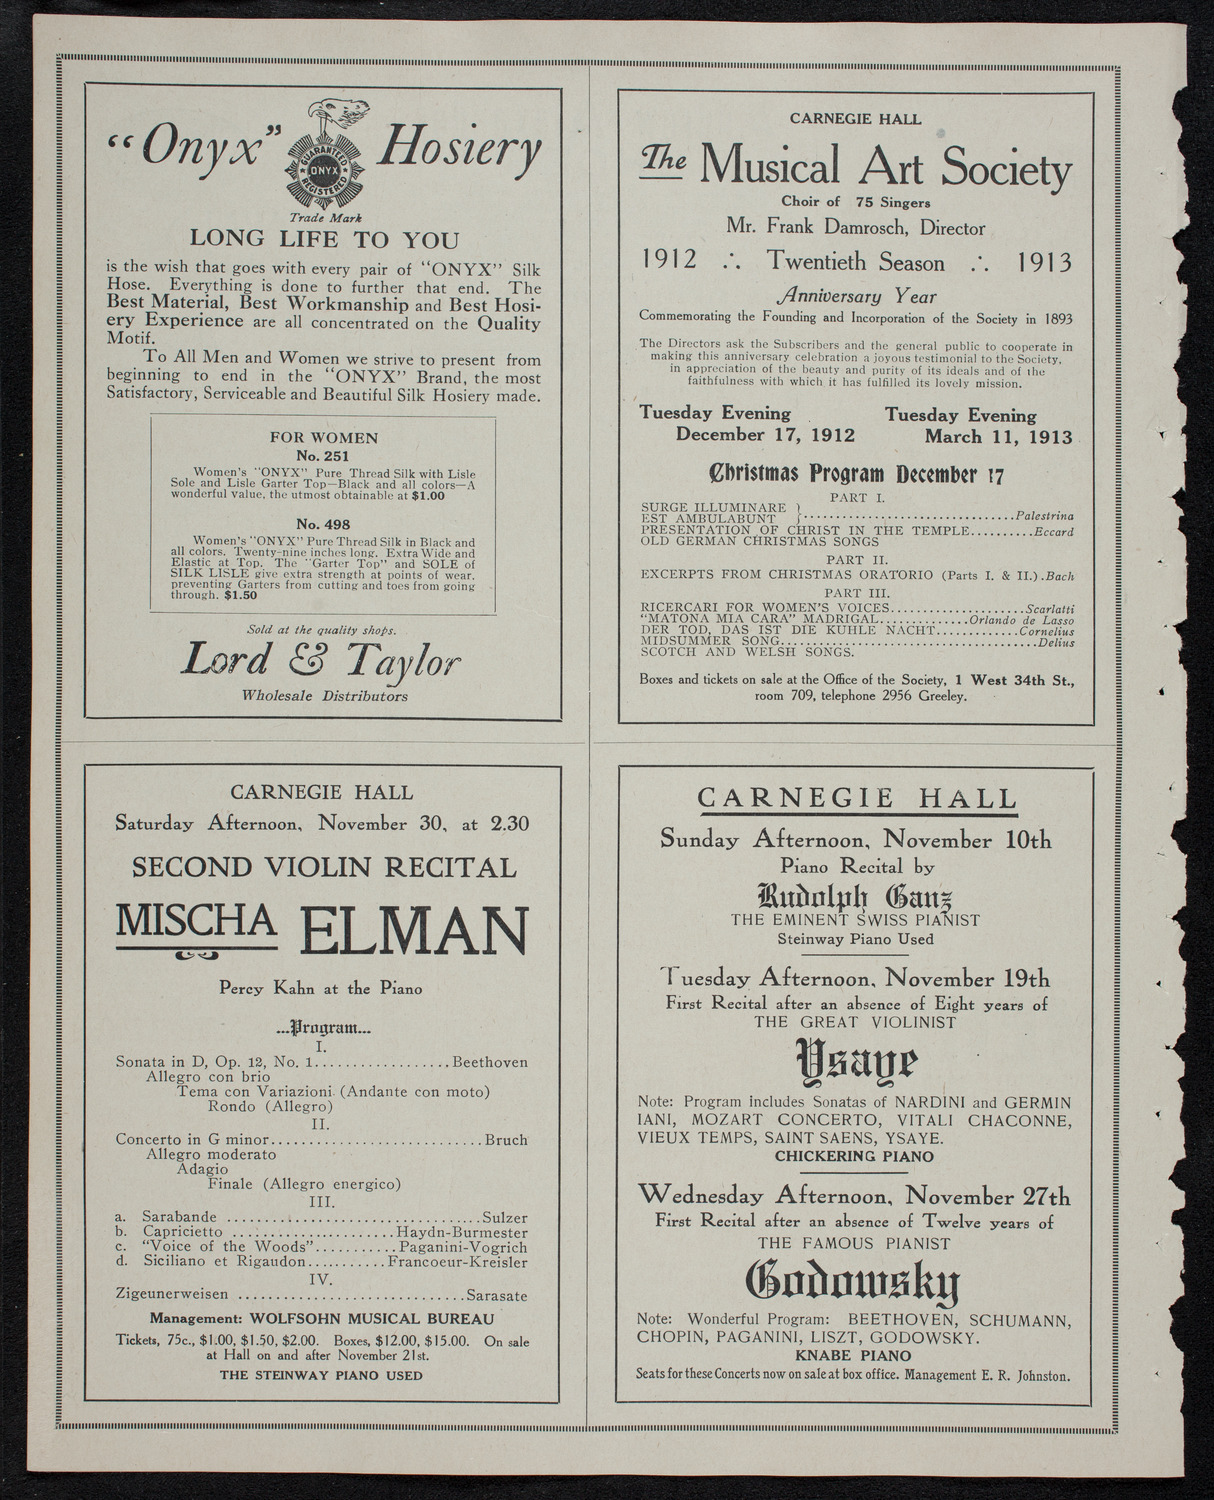 "Onyx" Hosiery
GUARANTEED
ONYX
REGISTERED
Trade Mark
LONG LIFE TO YOU
is the wish that goes with every pair of "ONYX" Silk
Hose. Everything is done to further that end. The
Best Material, Best Workmanship and Best Hosi-
ery Experience are all concentrated on the Quality
Motif.
To All Men and Women we strive to present from
beginning to end in the "ONYX" Brand, the most
Satisfactory, Serviceable and Beautiful Silk Hosiery made.
FOR WOMEN
No. 251
Women's "ONYX" Pure Thread Silk with Lisle
Sole and Lisle Garter Top—Black and all colors—A
wonderful value, the utmost obtainable at $1.00
No. 498
Women's "ONYX" Pure Thread Silk in Black and
all colors. Twenty-nine inches long. Extra Wide and
Elastic at Top. The "Garter Top" and SOLE of
SILK LISLE give extra strength at points of wear,
preventing Garters from cutting and toes from going
through. $1.50
Sold at the quality shops.
Lord & Taylor
Wholesale Distributors
CARNEGIE HALL
The Musical Art Society
Choir of 75 Singers
Mr. Frank Damrosch, Director
1912 ∴ Twentieth Season ∴ 1913
Anniversary Year
Commemorating the Founding and Incorporation of the Society in 1893
The Directors ask the Subscribers and the general public to cooperate in
making this anniversary celebration a joyous testimonial to the Society,
in appreciation of the beauty and purity of its ideals and of the
faithfulness with which it has fulfilled its lovely mission.
Tuesday Evening Tuesday Evening
December 17, 1912 March 11, 1913
Christmas Program December 17
PART I.
SURGE ILLUMINARE }
EST AMBULABUNT }..............................Palestrina
PRESENTATION OF CHRIST IN THE TEMPLE..........Eccard
OLD GERMAN CHRISTMAS SONGS
PART II.
EXCERPTS FROM CHRISTMAS ORATORIO (Parts I. & II.).Bach
PART III.
RICERCARI FOR WOMEN'S VOICES....................Scarlatti
"MATONA MIA CARA" MADRIGAL.............Orlando de Lasso
DER TOD, DAS IST DIE KUHLE NACHT............Cornelius
MIDSUMMER SONG......................................Delius
SCOTCH AND WELSH SONGS.
Boxes and tickets on sale at the Office of the Society, 1 West 34th St.,
room 709, telephone 2956 Greeley.
CARNEGIE HALL
Saturday Afternoon, November 30, at 2.30
SECOND VIOLIN RECITAL
MISCHA ELMAN
Percy Kahn at the Piano
...Program...
I.
Sonata in D, Op. 12, No. 1..................Beethoven
Allegro con brio
Tema con Variazioni (Andante con moto)
Rondo (Allegro)
II.
Concerto in G minor............................Bruch
Allegro moderato
Adagio
Finale (Allegro energico)
III.
a. Sarabande .................................Sulzer
b. Capricietto .....................Haydn-Burmester
c. "Voice of the Woods"...........Paganini-Vogrich
d. Siciliano et Rigaudon..........Francoeur-Kreisler
IV.
Zigeunerweisen .............................Sarasate
Management: WOLFSOHN MUSICAL BUREAU
Tickets, 75c., $1.00, $1.50, $2.00. Boxes, $12.00, $15.00. On sale
at Hall on and after November 21st.
THE STEINWAY PIANO USED
CARNEGIE HALL
Sunday Afternoon, November 10th
Piano Recital by
Rudolph Ganz
THE EMINENT SWISS PIANIST
Steinway Piano Used
Tuesday Afternoon, November 19th
First Recital after an absence of Eight years of
THE GREAT VIOLINIST
Ysaye
Note: Program includes Sonatas of NARDINI and GERMIN
IANI, MOZART CONCERTO, VITALI CHACONNE,
VIEUX TEMPS, SAINT SAENS, YSAYE.
CHICKERING PIANO
Wednesday Afternoon, November 27th
First Recital after an absence of Twelve years of
THE FAMOUS PIANIST
Godowsky
Note: Wonderful Program: BEETHOVEN, SCHUMANN,
CHOPIN, PAGANINI, LISZT, GODOWSKY.
KNABE PIANO
Seats for these Concerts now on sale at box office. Management E. R. Johnston.